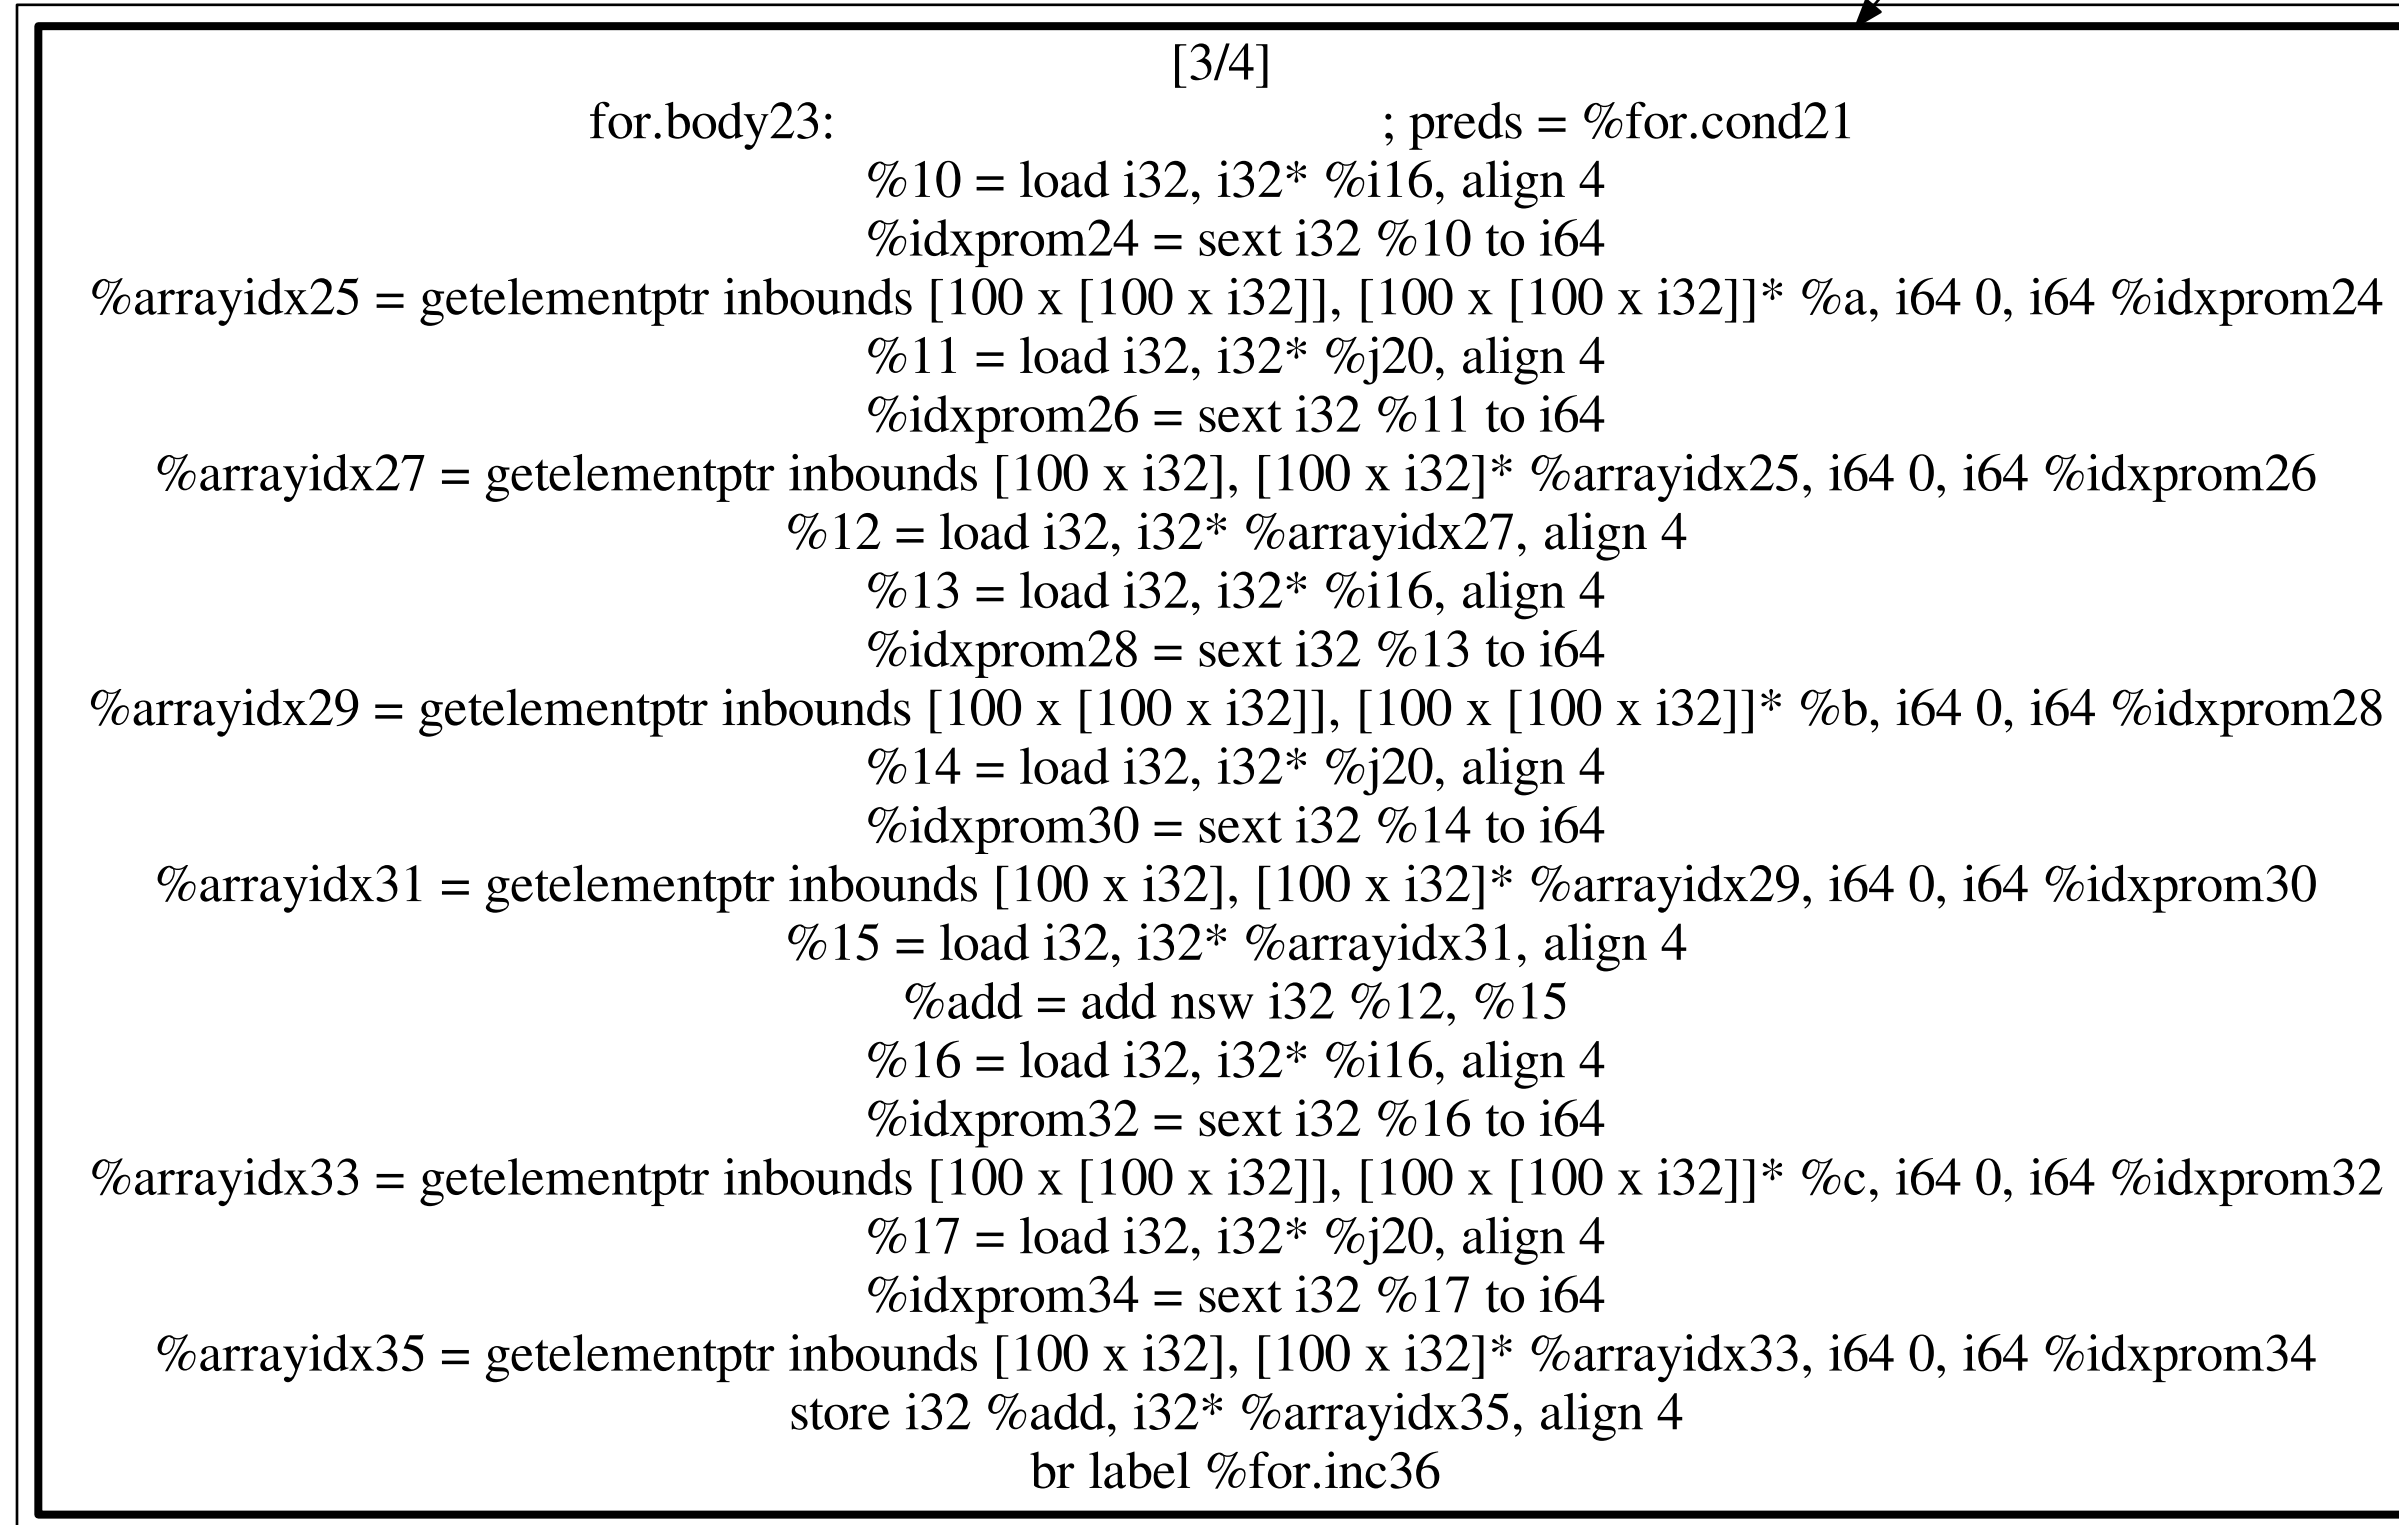 [3/4]
for.body23: ; preds = %for.cond21
%10 = load i32, i32* %i16, align 4
%idxprom24 = sext i32 %10 to i64
%arrayidx25 = getelementptr inbounds [100 x [100 x i32]], [100 x [100 x i32]]* %a, i64 0, i64 %idxprom24
%11 = load i32, i32* %j20, align 4
%idxprom26 = sext i32 %11 to i64
%arrayidx27 = getelementptr inbounds [100 x i32], [100 x i32]* %arrayidx25, i64 0, i64 %idxprom26
%12 = load i32, i32* %arrayidx27, align 4
%13 = load i32, i32* %i16, align 4
%idxprom28 = sext i32 %13 to i64
%arrayidx29 = getelementptr inbounds [100 x [100 x i32]], [100 x [100 x i32]]* %b, i64 0, i64 %idxprom28
%14 = load i32, i32* %j20, align 4
%idxprom30 = sext i32 %14 to i64
%arrayidx31 = getelementptr inbounds [100 x i32], [100 x i32]* %arrayidx29, i64 0, i64 %idxprom30
%15 = load i32, i32* %arrayidx31, align 4
%add = add nsw i32 %12, %15
%16 = load i32, i32* %i16, align 4
%idxprom32 = sext i32 %16 to i64
%arrayidx33 = getelementptr inbounds [100 x [100 x i32]], [100 x [100 x i32]]* %c, i64 0, i64 %idxprom32
%17 = load i32, i32* %j20, align 4
%idxprom34 = sext i32 %17 to i64
%arrayidx35 = getelementptr inbounds [100 x i32], [100 x i32]* %arrayidx33, i64 0, i64 %idxprom34
store i32 %add, i32* %arrayidx35, align 4
br label %for.inc36